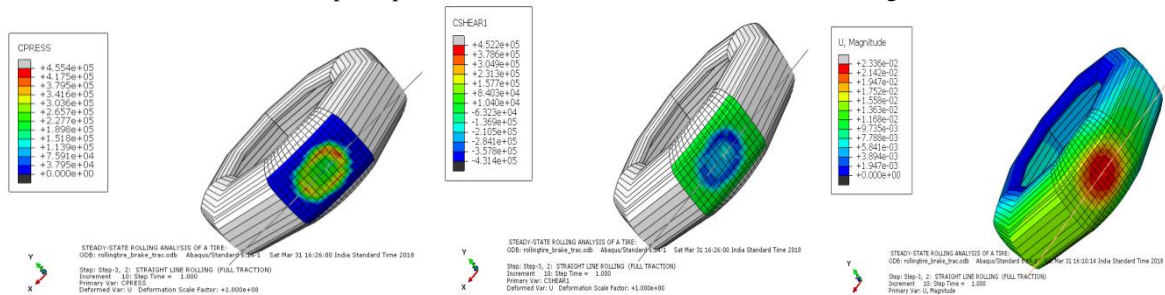 CPRESS
+4.554e+05
+4.175e+05
+3.795e+05
+3.416e+05
+3.036e+05
+2.657e+05
+2.277e+05
+1.898e+05
+1.518e+05
+1.139e+05
+7.591e+04
+3.795e+04
+0.000e+00
STEADY-STATE ROLLING ANALYSIS OF A TIRE:
ODB: rollingtire_brake_trac.odb Abaqus/Standard 6.14-1 Sat Mar 31 16:26:00 India Standard Time 2018
Step: Step-3, 2: STRAIGHT LINE ROLLING (FULL TRACTION)
Increment 10: Step Time = 1.000
Primary Var: CPRESS
Deformed Var: U Deformation Scale Factor: +1.000e+00
Y
X
CSHEAR1
+4.522e+05
+3.786e+05
+3.049e+05
+2.313e+05
+1.577e+05
+8.403e+04
+1.040e+04
-6.323e+04
-1.369e+05
-2.105e+05
-2.841e+05
-3.578e+05
-4.314e+05
STEADY-STATE ROLLING ANALYSIS OF A TIRE:
ODB: rollingtire_brake_trac.odb Abaqus/Standard 6.14-1 Sat Mar 31 16:26:00 India Standard Time 2018
Step: Step-3, 2: STRAIGHT LINE ROLLING (FULL TRACTION)
Increment 10: Step Time = 1.000
Primary Var: CSHEAR1
Deformed Var: U Deformation Scale Factor: +1.000e+00
Y
X
U, Magnitude
+2.336e-02
+2.142e-02
+1.947e-02
+1.752e-02
+1.558e-02
+1.363e-02
+1.168e-02
+9.735e-03
+7.788e-03
+5.841e-03
+3.894e-03
+1.947e-03
+0.000e+00
STEADY-STATE ROLLING ANALYSIS OF A TIRE:
ODB: rollingtire_brake_trac.odb Abaqus/Standard Mar 31 16:10:14 India Standard Time 2018
Step: Step-3, 2: STRAIGHT LINE ROLLING (FULL TRACTION)
Increment 10: Step Time = 1.000
Primary Var: U, Magnitude
Y
X